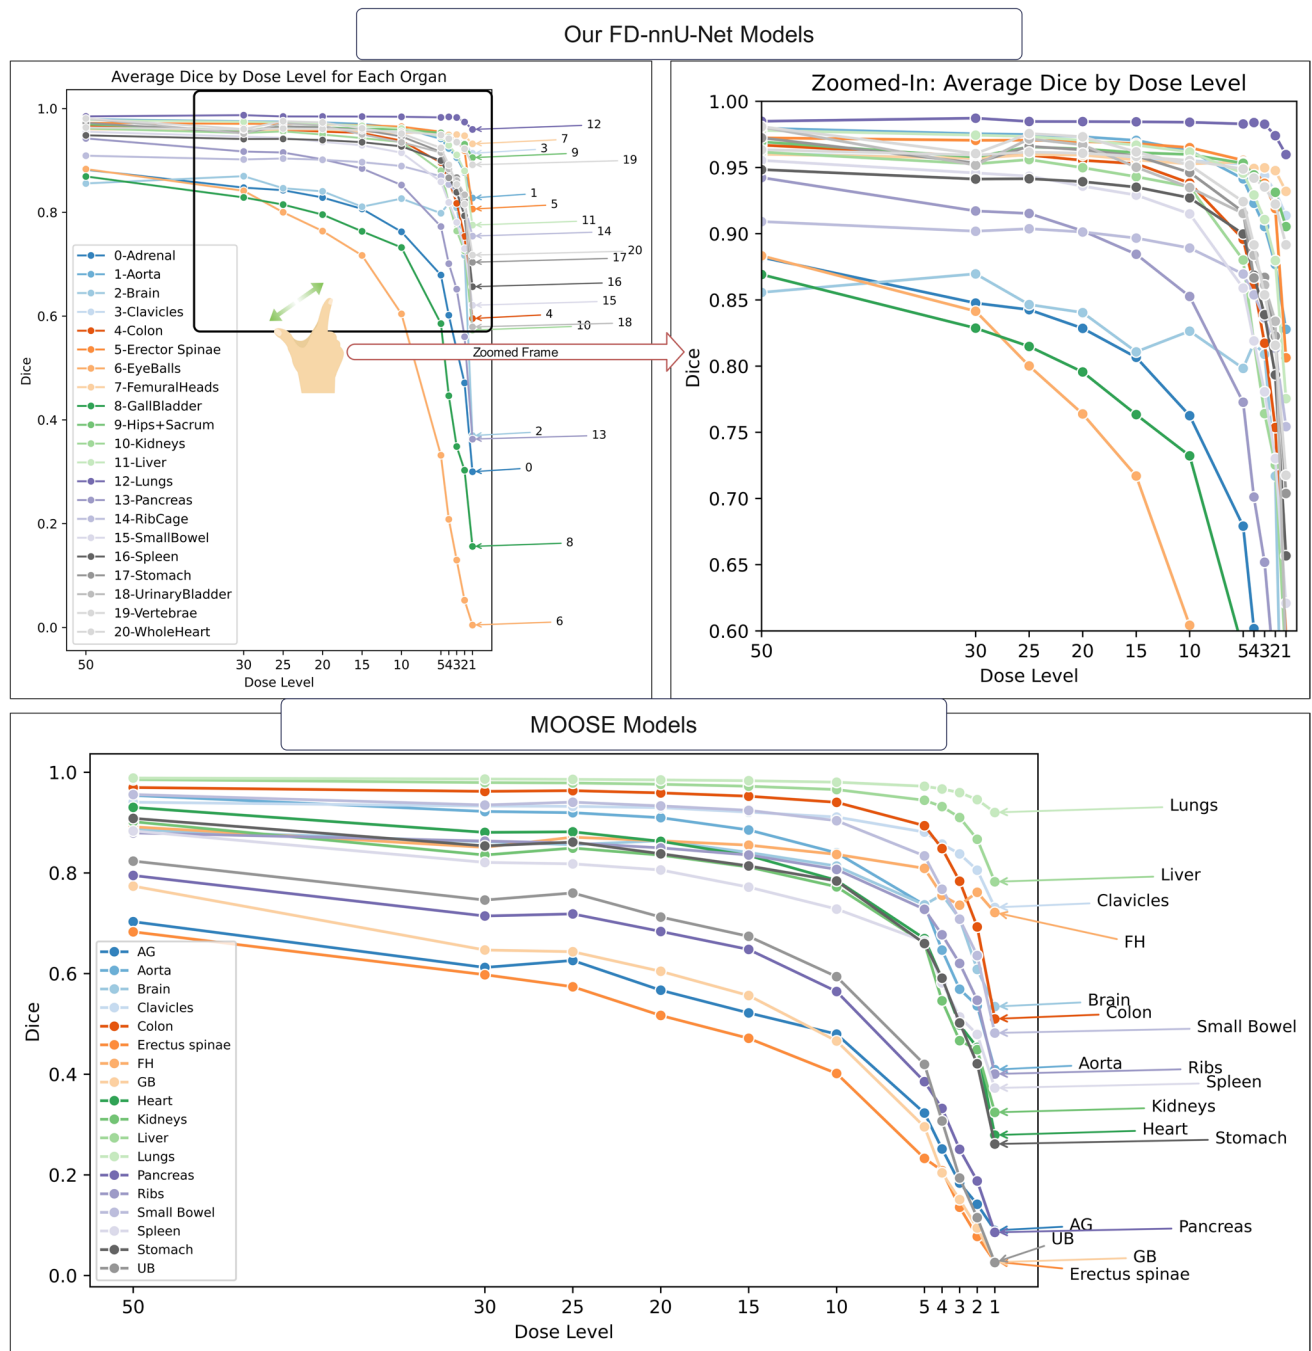 Our FD-nnU-Net Models
Average Dice by Dose Level for Each Organ
1.0
0.8
0.6
0.4
0.2
0.0
Dice
0-Adrenal
1-Aorta
2-Brain
3-Clavicles
4-Colon
5-Erector Spinae
6-EyeBalls
7-FemuralHeads
8-GallBladder
9-Hips+Sacrum
10-Kidneys
11-Liver
12-Lungs
13-Pancreas
14-RibCage
15-SmallBowel
16-Spleen
17-Stomach
18-UrinaryBladder
19-Vertebrae
20-WholeHeart
12
7
3
9
19
1
5
11
14
20
17
16
15
4
10
18
2
13
0
8
6
50 30 25 20 15 10 5 4 3 2 1
Dose Level
Zoomed Frame
Zoomed-In: Average Dice by Dose Level
1.00
0.95
0.90
0.85
0.80
0.75
0.70
0.65
0.60
Dice
50 30 25 20 15 10 5 4 3 2 1
Dose Level
MOOSE Models
1.0
0.8
0.6
0.4
0.2
0.0
Dice
AG
Aorta
Brain
Clavicles
Colon
Erectus spinae
FH
GB
Heart
Kidneys
Liver
Lungs
Pancreas
Ribs
Small Bowel
Spleen
Stomach
UB
Lungs
Liver
Clavicles
FH
Brain
Colon
Small Bowel
Aorta
Ribs
Spleen
Kidneys
Heart
Stomach
AG
Pancreas
UB
GB
Erectus spinae
50 30 25 20 15 10 5 4 3 2 1
Dose Level